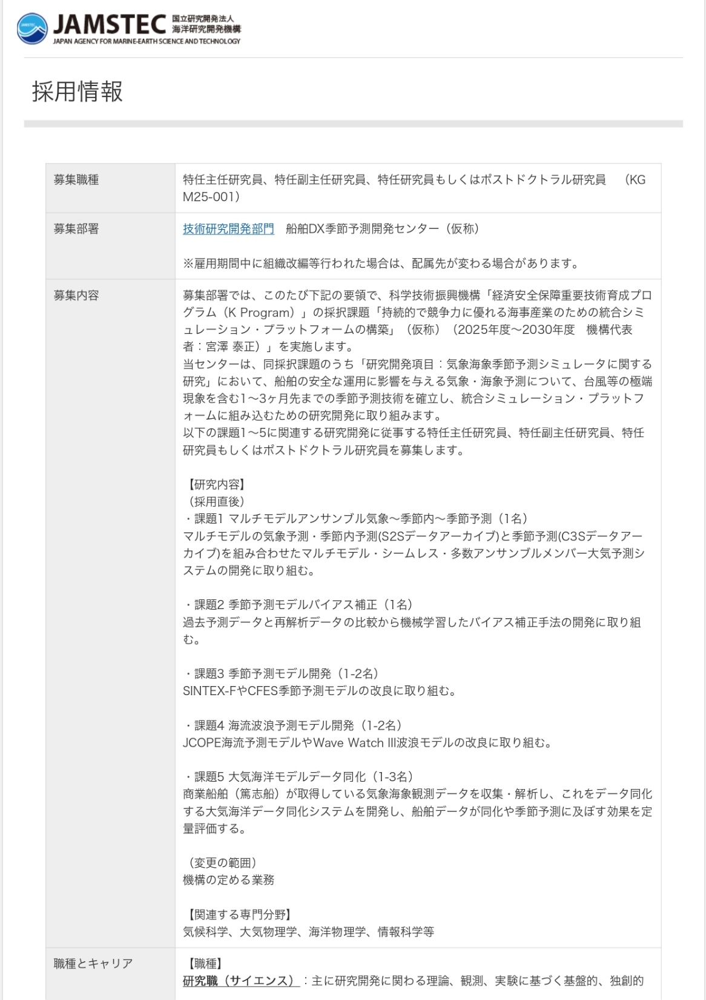 JAMSTEC
JAMSTEC 国立研究開発法人
海洋研究開発機構
JAPAN AGENCY FOR MARINE-EARTH SCIENCE AND TECHNOLOGY
採用情報
募集職種
特任主任研究員、特任副主任研究員、特任研究員もしくはポストドクトラル研究員　（KG
M25-001）
募集部署
技術研究開発部門　船舶DX季節予測開発センター（仮称）
※雇用期間中に組織改編等行われた場合は、配属先が変わる場合があります。
募集内容
募集部署では、このたび下記の要領で、科学技術振興機構「経済安全保障重要技術育成プロ
グラム（K Program）」の採択課題「持続的で競争力に優れる海事産業のための統合シミ
ュレーション・プラットフォームの構築」（仮称）（2025年度〜2030年度　機構代表
者：宮澤 泰正）」を実施します。
当センターは、同採択課題のうち「研究開発項目：気象海象季節予測シミュレータに関する
研究」において、船舶の安全な運用に影響を与える気象・海象予測について、台風等の極端
現象を含む1〜3ヶ月先までの季節予測技術を確立し、統合シミュレーション・プラットフ
ォームに組み込むための研究開発に取り組みます。
以下の課題1〜5に関連する研究開発に従事する特任主任研究員、特任副主任研究員、特任
研究員もしくはポストドクトラル研究員を募集します。
【研究内容】
（採用直後）
・課題1 マルチモデルアンサンブル気象〜季節内〜季節予測（1名）
マルチモデルの気象予測・季節内予測(S2Sデータアーカイブ)と季節予測(C3Sデータアー
カイブ)を組み合わせたマルチモデル・シームレス・多数アンサンブルメンバー大気予測シ
ステムの開発に取り組む。
・課題2 季節予測モデルバイアス補正（1名）
過去予測データと再解析データの比較から機械学習したバイアス補正手法の開発に取り組
む。
・課題3 季節予測モデル開発（1-2名）
SINTEX-FやCFES季節予測モデルの改良に取り組む。
・課題4 海流波浪予測モデル開発（1-2名）
JCOPE海流予測モデルやWave Watch III波浪モデルの改良に取り組む。
・課題5 大気海洋モデルデータ同化（1-3名）
商業船舶（篤志船）が取得している気象海象観測データを収集・解析し、これをデータ同化
する大気海洋データ同化システムを開発し、船舶データが同化や季節予測に及ぼす効果を定
量評価する。
（変更の範囲）
機構の定める業務
【関連する専門分野】
気候科学、大気物理学、海洋物理学、情報科学等
職種とキャリア
【職種】
研究職（サイエンス）：主に研究開発に関わる理論、観測、実験に基づく基盤的、独創的